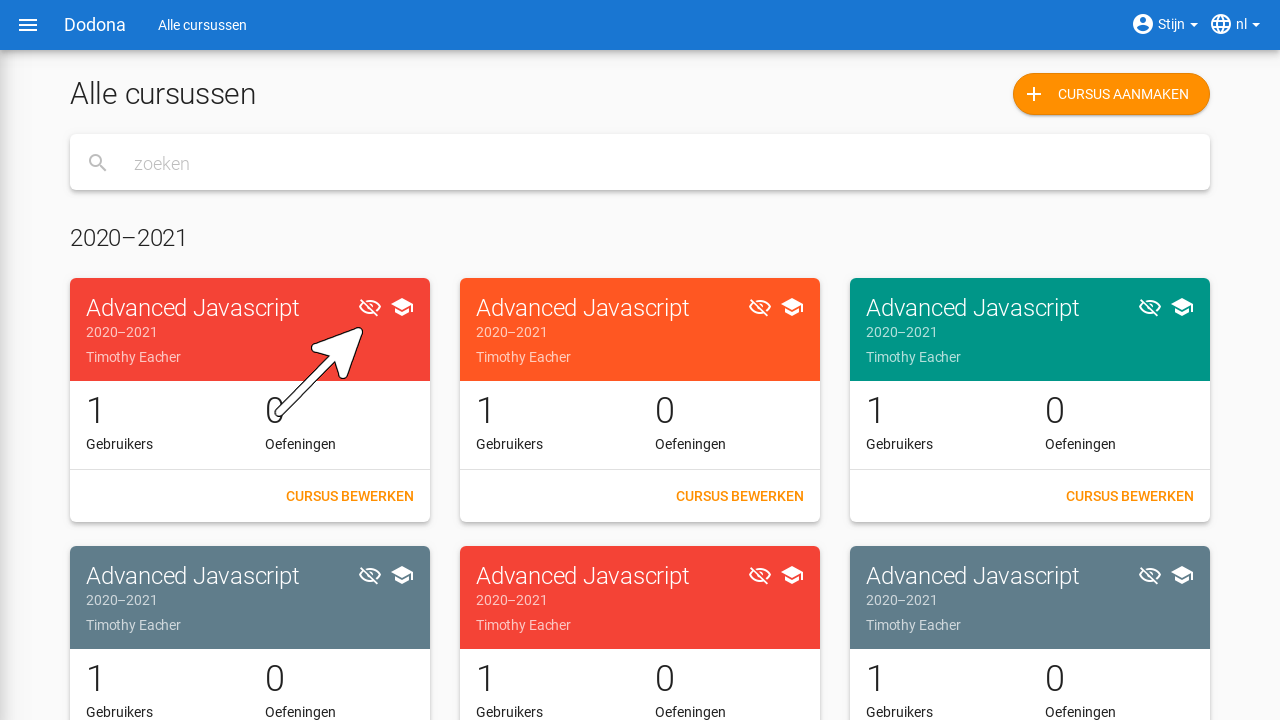 Dodona Alle cursussen Stijn nl
Alle cursussen CURSUS AANMAKEN
zoeken
2020–2021
Advanced Javascript Advanced Javascript Advanced Javascript
2020–2021 2020–2021 2020–2021
Timothy Eacher Timothy Eacher Timothy Eacher
1 0 1 0 1 0
Gebruikers Oefeningen Gebruikers Oefeningen Gebruikers Oefeningen
CURSUS BEWERKEN CURSUS BEWERKEN CURSUS BEWERKEN
Advanced Javascript Advanced Javascript Advanced Javascript
2020–2021 2020–2021 2020–2021
Timothy Eacher Timothy Eacher Timothy Eacher
1 0 1 0 1 0
Gebruikers Oefeningen Gebruikers Oefeningen Gebruikers Oefeningen